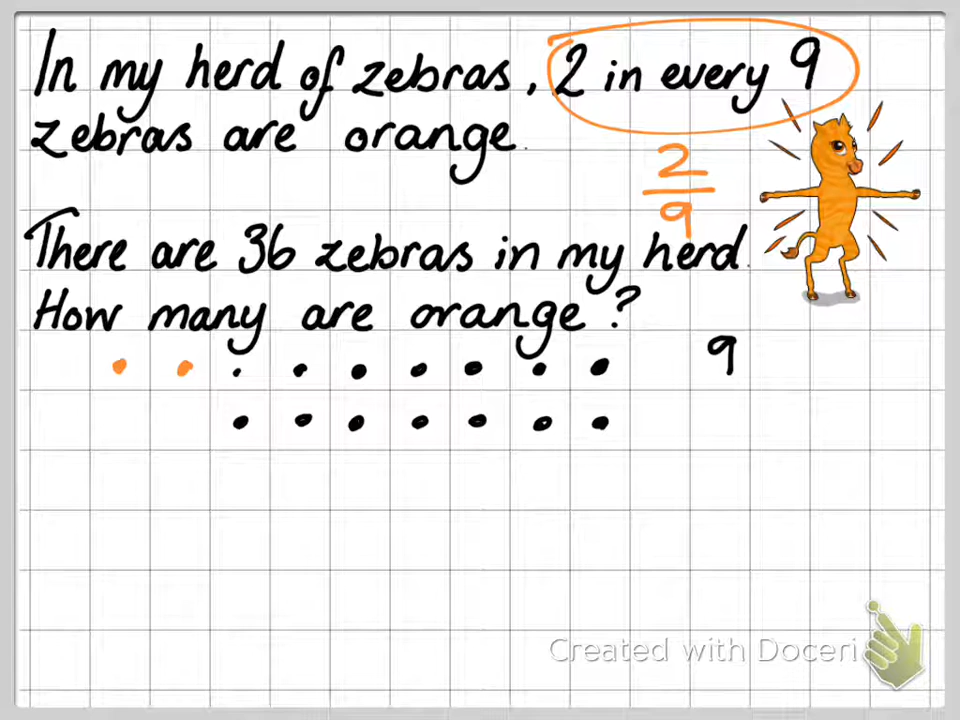 In my herd of zebras, 2 in every 9
zebras are orange.
2
9
There are 36 zebras in my herd.
How many are orange?
9
Created with Doceri